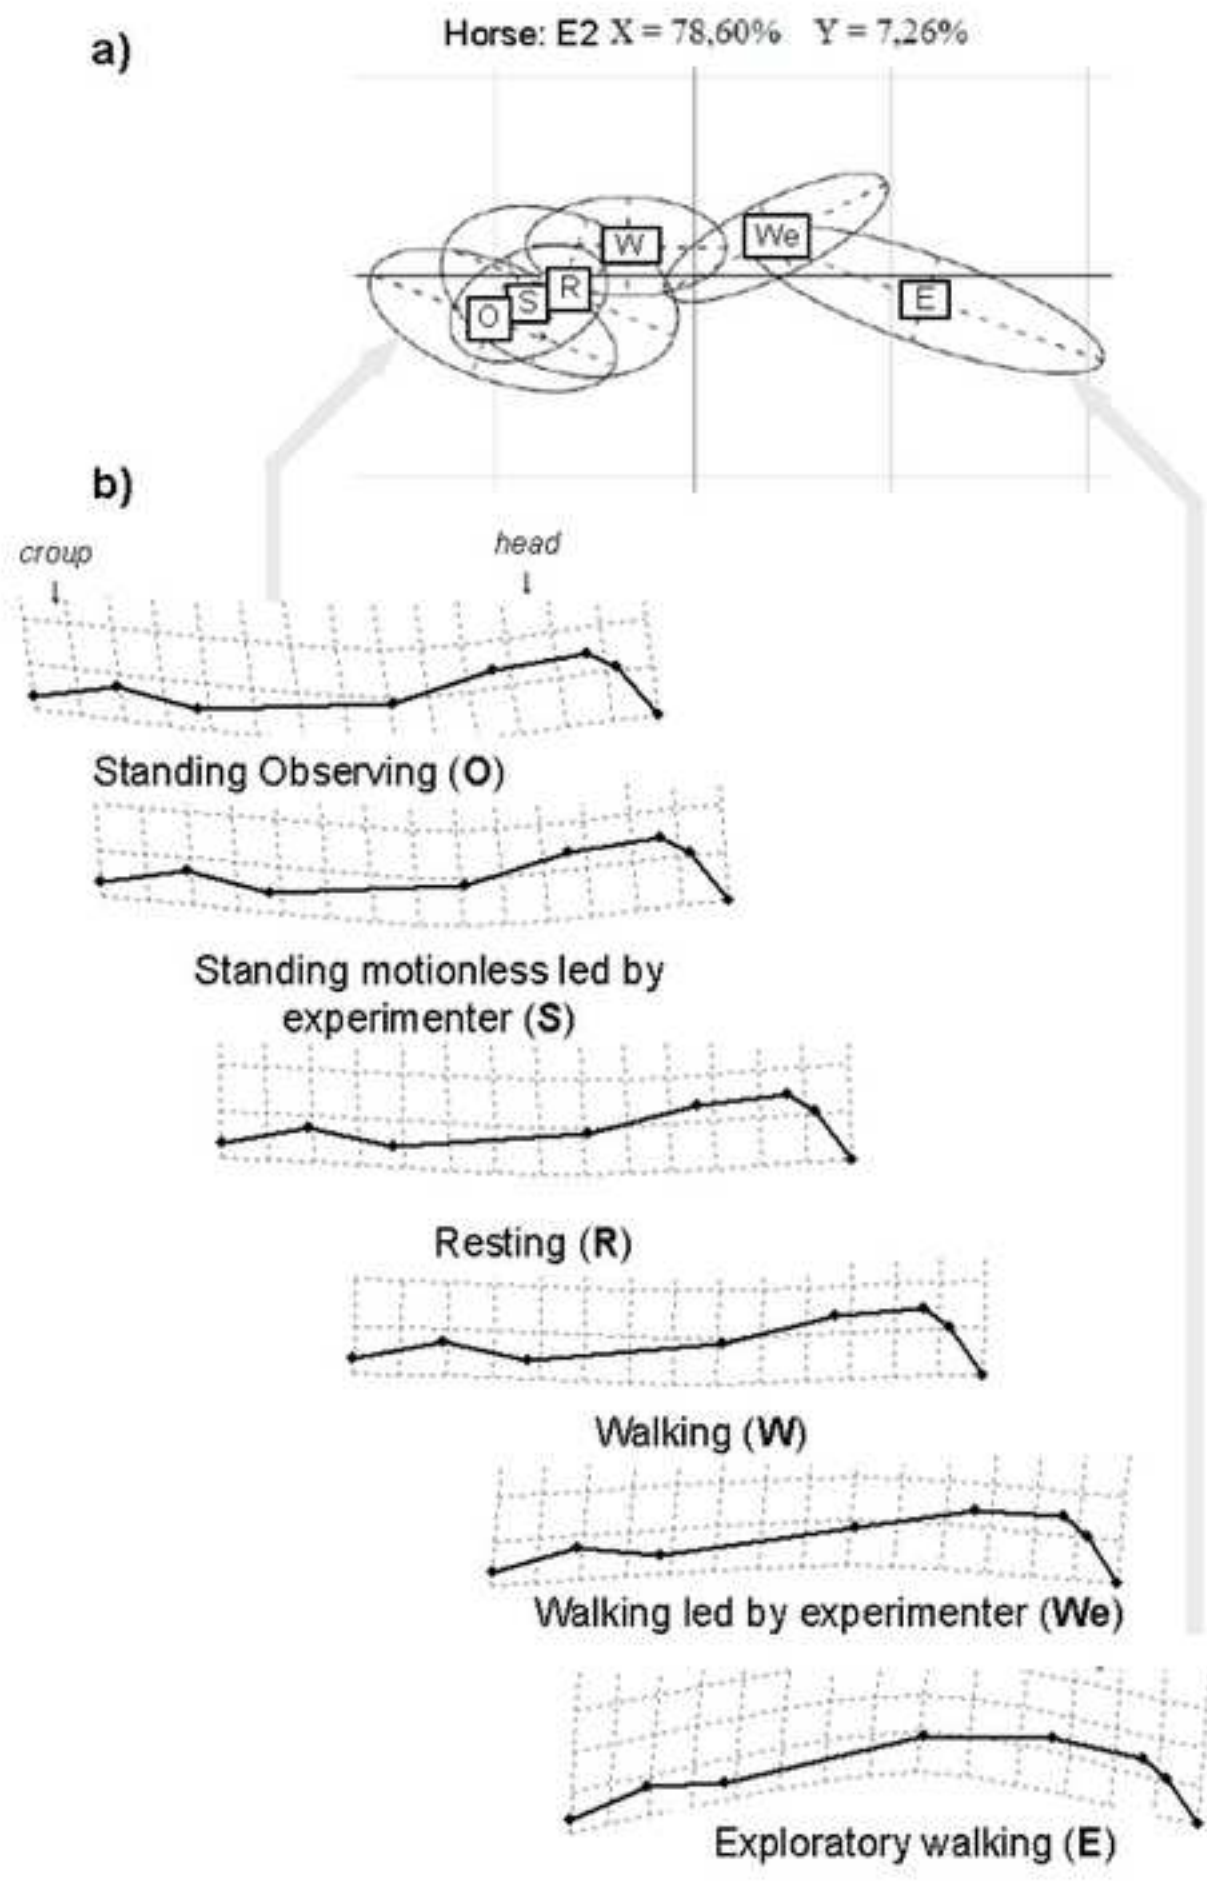 a)
Horse: E2 X = 78,60% Y = 7,26%
W
We
R
S
O
E
b)
croup
head
Standing Observing (O)
Standing motionless led by
experimenter (S)
Resting (R)
Walking (W)
Walking led by experimenter (We)
Exploratory walking (E)